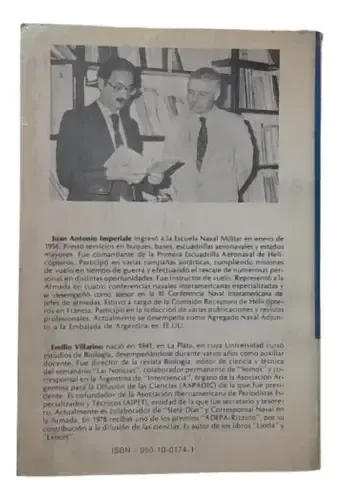 Juan Antonio Imperiale ingresó a la Escuela Naval Militar en enero de
1956. Prestó servicios en buques, bases, escuadrillas aeronavales y estados
mayores. Fue comandante de la Primera Escuadrilla Aeronaval de Heli-
cópteros. Participó en varias campañas antárticas, cumpliendo misiones
de vuelo en tiempo de guerra y efectuando el rescate de numerosas per-
sonas en distintas oportunidades. Fue instructor de vuelo. Representó a la
Armada en cuatro conferencias navales interamericanas especializadas y
se desempeñó como asesor en la XI Conferencia Naval Interamericana de
jefes de armadas. Estuvo a cargo de la Comisión Receptora de Helicópte-
ros en Francia. Participó en la redacción de varias publicaciones y revistas
profesionales. Actualmente se desempeña como Agregado Naval Adjun-
to a la Embajada de Argentina en EE.UU.
Emilio Villarino nació en 1941, en La Plata, en cuya Universidad cursó
estudios de Biología, desempeñándose durante varios años como auxiliar
docente. Fue director de la revista Biología; editor de ciencia y técnica
del semanario "Las Noticias", colaborador permanente de "Somos" y co-
rresponsal en la Argentina de "Interciencia", órgano de la Asociación Ar-
gentina para la Difusión de las Ciencias (AAPADIC) de la que fue presi-
dente. Es cofundador de la Asociación Iberoamericana de Periodistas Es-
pecializados y Técnicos (AIPET), entidad de la que fue secretario y tesore-
ro. Actualmente es colaborador de "Siete Días" y Corresponsal Naval en
la Armada. En 1978 recibió uno de los premios "ADEPA-Rizzuto", por su
contribución a la difusión de las ciencias. Es autor de los libros
ISBN - 950-10-0174-1